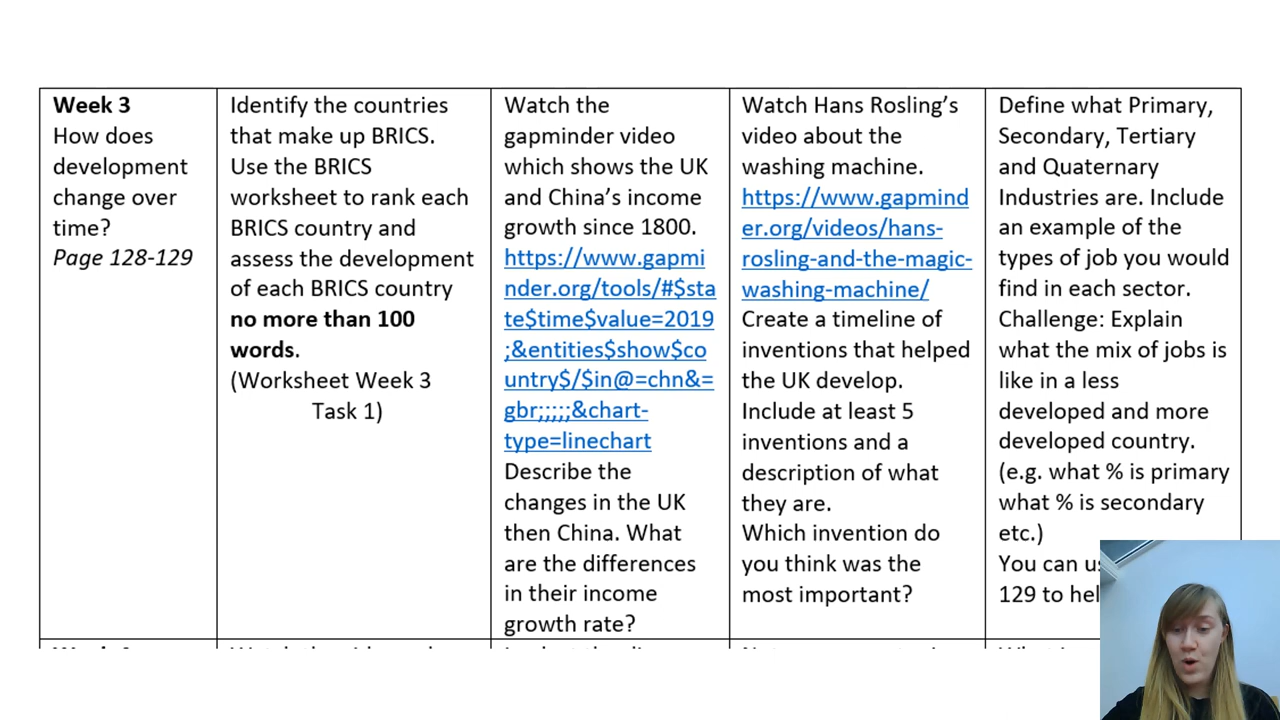 Week 3
How does
development
change over
time?
Page 128-129
Identify the countries
that make up BRICS.
Use the BRICS
worksheet to rank each
BRICS country and
assess the development
of each BRICS country
no more than 100
words.
(Worksheet Week 3
Task 1)
Watch the
gapminder video
which shows the UK
and China’s income
growth since 1800.
https://www.gapmi
nder.org/tools/#$sta
te$time$value=2019
;&entities$show$co
untry$/$in@=chn&=
gbr;;;;;&chart-
type=linechart
Describe the
changes in the UK
then China. What
are the differences
in their income
growth rate?
Watch Hans Rosling’s
video about the
washing machine.
https://www.gapmind
er.org/videos/hans-
rosling-and-the-magic-
washing-machine/
Create a timeline of
inventions that helped
the UK develop.
Include at least 5
inventions and a
description of what
they are.
Which invention do
you think was the
most important?
Define what Primary,
Secondary, Tertiary
and Quaternary
Industries are. Include
an example of the
types of job you would
find in each sector.
Challenge: Explain
what the mix of jobs is
like in a less
developed and more
developed country.
(e.g. what % is primary
what % is secondary
etc.)
You can
129 to